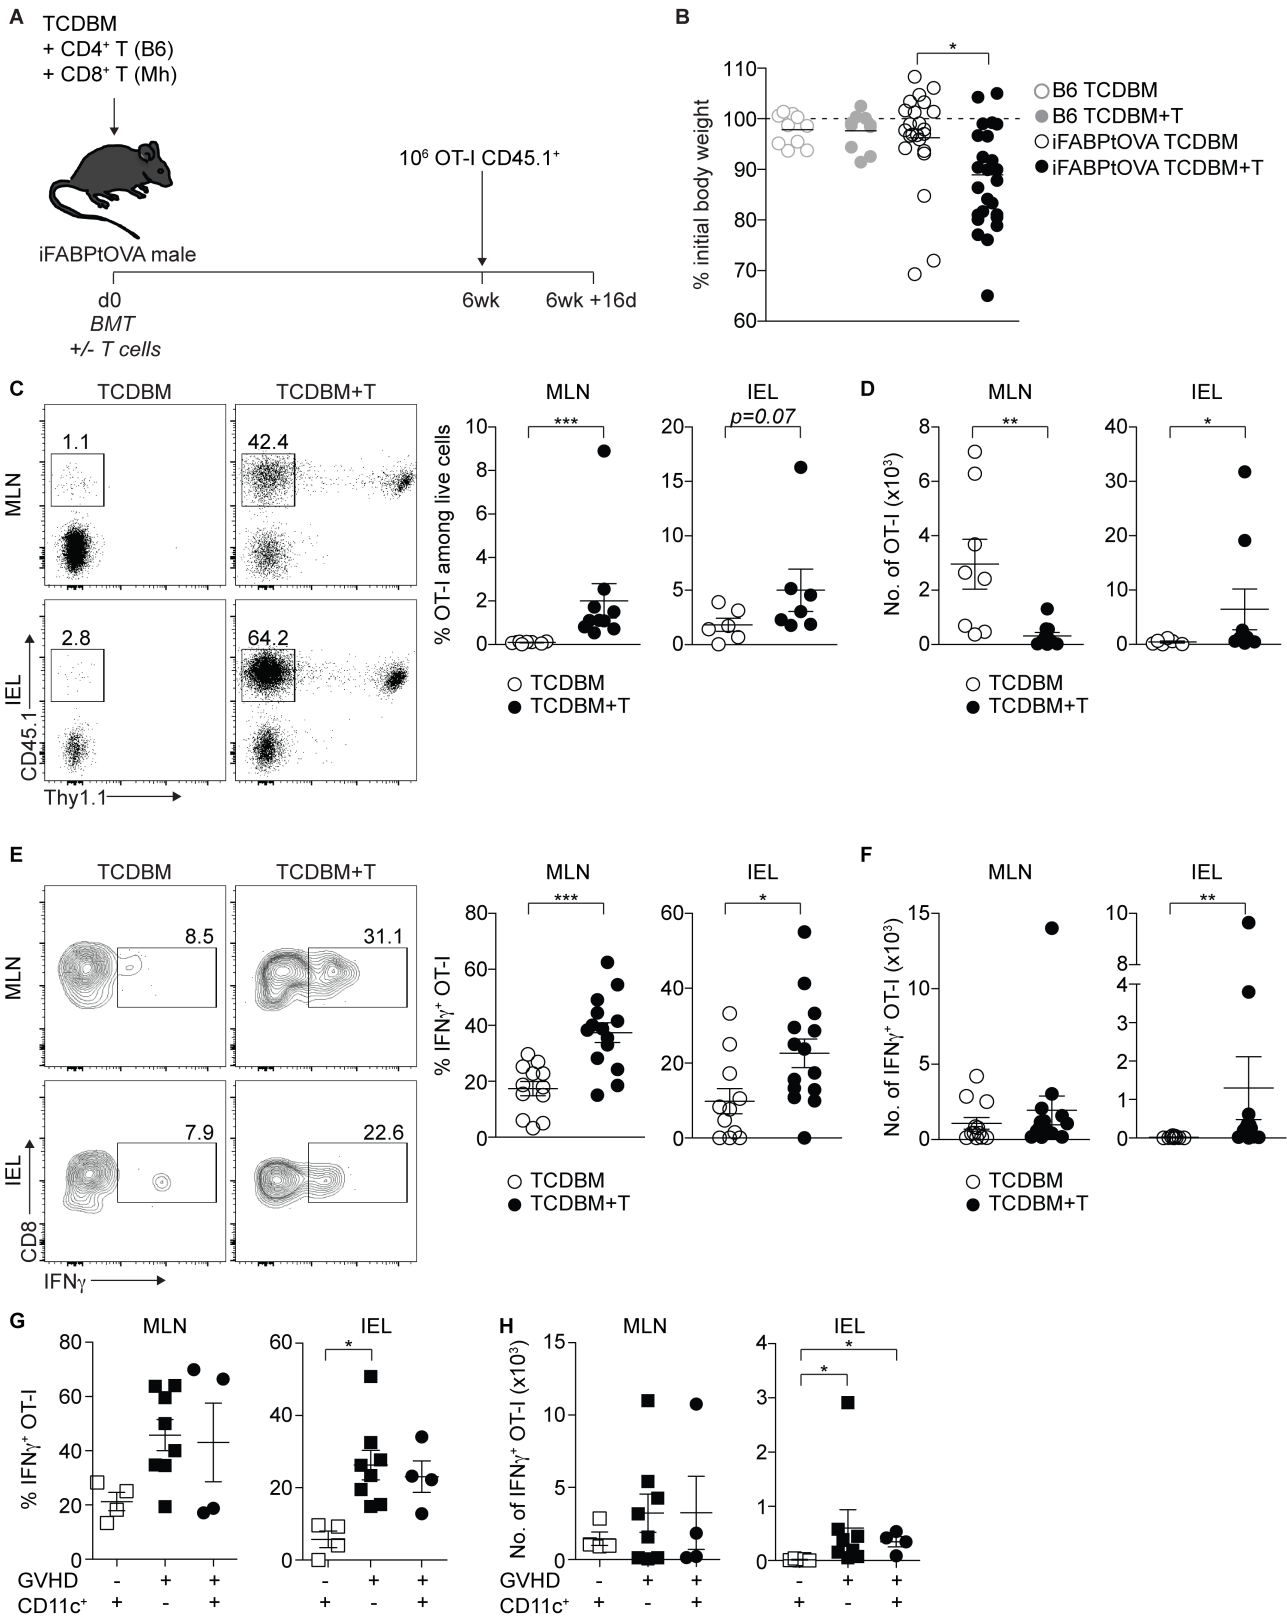 A
TCDBM
+ CD4⁺ T (B6)
+ CD8⁺ T (Mh)
iFABPtOVA male
10⁶ OT-I CD45.1⁺
d0
BMT
+/- T cells
6wk
6wk +16d
B
% initial body weight
110
100
90
80
70
60
*
B6 TCDBM
B6 TCDBM+T
iFABPtOVA TCDBM
iFABPtOVA TCDBM+T
C
TCDBM
TCDBM+T
MLN
1.1
42.4
IEL
2.8
64.2
CD45.1
Thy1.1
% OT-I among live cells
MLN
***
10
8
6
4
2
0
IEL
p=0.07
20
15
10
5
0
TCDBM
TCDBM+T
D
No. of OT-I (x10³)
MLN
**
8
6
4
2
0
IEL
*
40
30
20
10
0
TCDBM
TCDBM+T
E
TCDBM
TCDBM+T
MLN
8.5
31.1
IEL
7.9
22.6
CD8
IFNγ
% IFNγ⁺ OT-I
MLN
***
80
60
40
20
0
IEL
*
60
40
20
0
TCDBM
TCDBM+T
F
No. of IFNγ⁺ OT-I (x10³)
MLN
15
10
5
0
IEL
**
10
8
4
3
2
1
0
TCDBM
TCDBM+T
G
% IFNγ⁺ OT-I
MLN
80
60
40
20
0
IEL
*
60
40
20
0
GVHD - + + - + +
CD11c⁺ + - + + - +
H
No. of IFNγ⁺ OT-I (x10³)
MLN
15
10
5
0
IEL
*
*
4
3
2
1
0
GVHD - + + - + +
CD11c⁺ + - + + - +